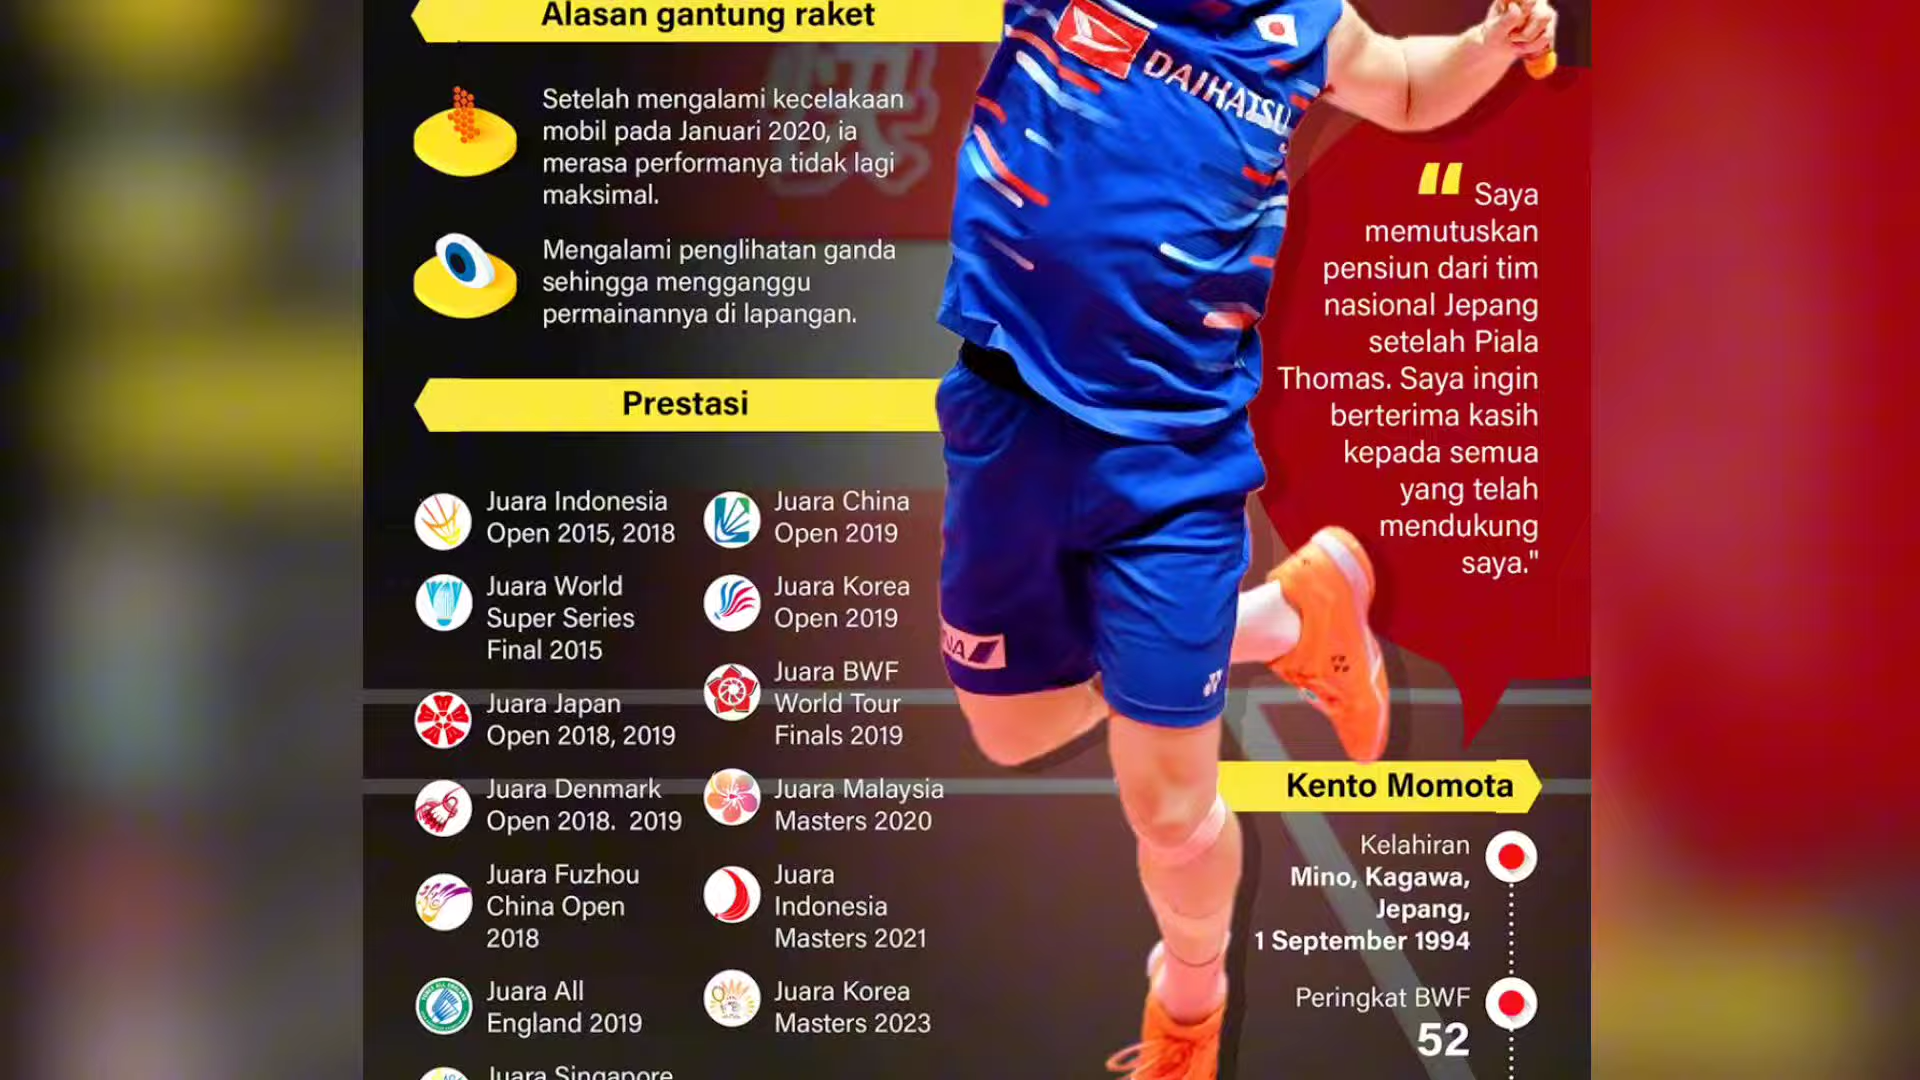 Alasan gantung raket
Setelah mengalami kecelakaan
mobil pada Januari 2020, ia
merasa performanya tidak lagi
maksimal.
Mengalami penglihatan ganda
sehingga mengganggu
permainannya di lapangan.
DAIHATSU
“Saya
memutuskan
pensiun dari tim
nasional Jepang
setelah Piala
Thomas. Saya ingin
berterima kasih
kepada semua
yang telah
mendukung
saya."
Prestasi
Juara Indonesia
Open 2015, 2018
Juara World
Super Series
Final 2015
Juara Japan
Open 2018, 2019
Juara Denmark
Open 2018. 2019
Juara Fuzhou
China Open
2018
Juara All
England 2019
Juara Singapore
Juara China
Open 2019
Juara Korea
Open 2019
Juara BWF
World Tour
Finals 2019
Juara Malaysia
Masters 2020
Juara
Indonesia
Masters 2021
Juara Korea
Masters 2023
Kento Momota
Kelahiran
Mino, Kagawa,
Jepang,
1 September 1994
Peringkat BWF
52